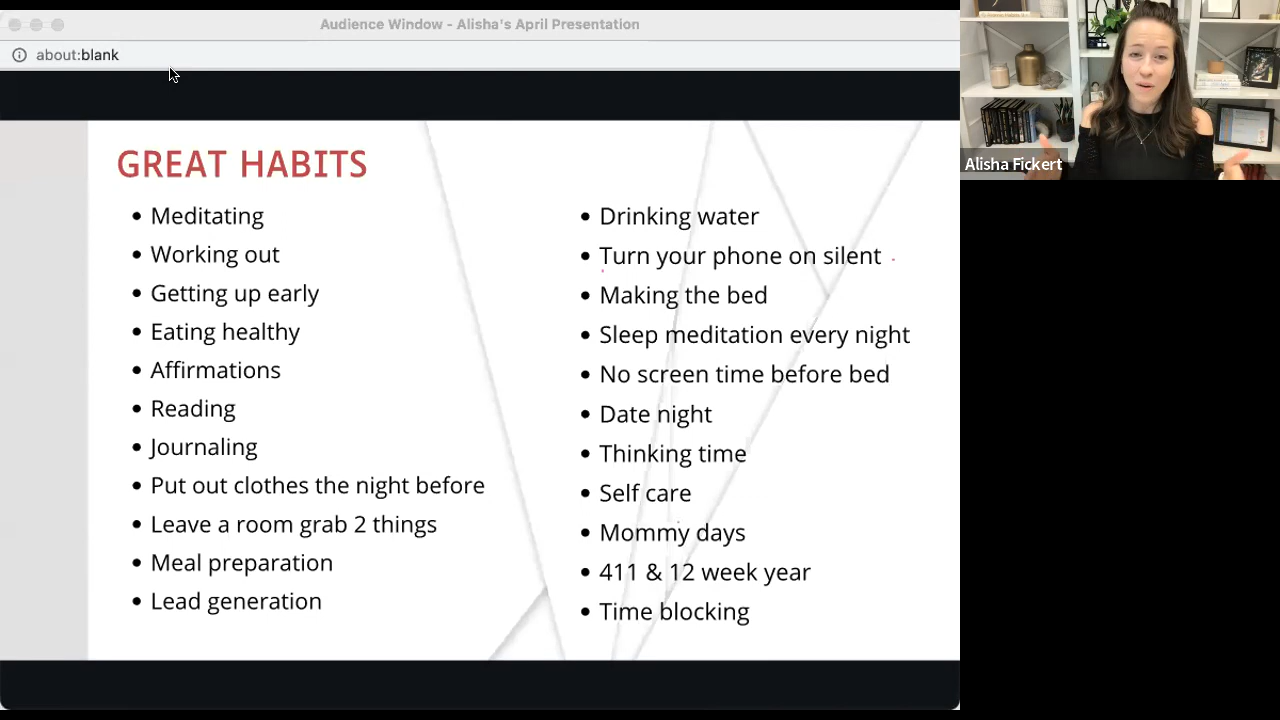 Audience Window - Alisha's April Presentation
about:blank
GREAT HABITS
• Meditating
• Working out
• Getting up early
• Eating healthy
• Affirmations
• Reading
• Journaling
• Put out clothes the night before
• Leave a room grab 2 things
• Meal preparation
• Lead generation
• Drinking water
• Turn your phone on silent
• Making the bed
• Sleep meditation every night
• No screen time before bed
• Date night
• Thinking time
• Self care
• Mommy days
• 411 & 12 week year
• Time blocking
Alisha Fickert